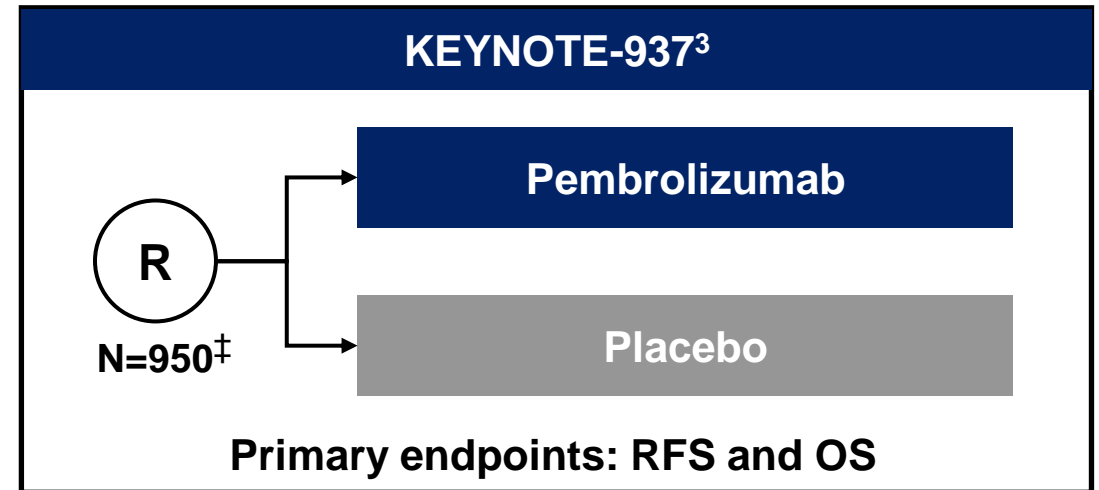 KEYNOTE-937³
Pembrolizumab
R
N=950‡
Placebo
Primary endpoints: RFS and OS